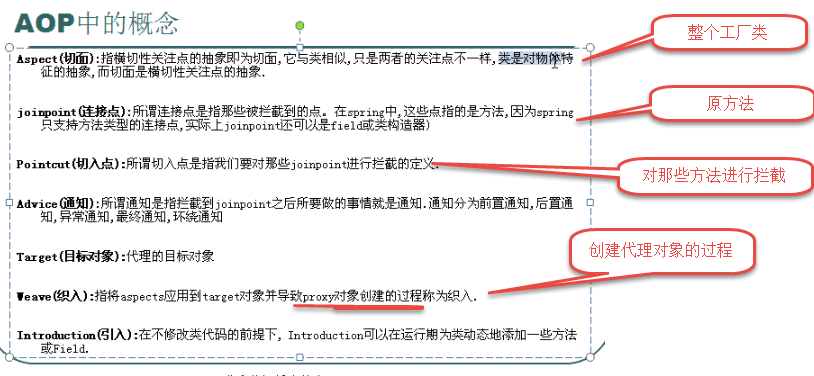 AOP中的概念
Aspect(切面):指横切性关注点的抽象即为切面,它与类相似,只是两者的关注点不一样,类是对物体特
征的抽象,而切面是横切性关注点的抽象.
整个工厂类
joinpoint(连接点):所谓连接点是指那些被拦截到的点。在spring中,这些点指的是方法,因为spring
只支持方法类型的连接点,实际上joinpoint还可以是field或类构造器)
原方法
Pointcut(切入点):所谓切入点是指我们要对那些joinpoint进行拦截的定义.
对那些方法进行拦截
Advice(通知):所谓通知是指拦截到joinpoint之后所要做的事情就是通知.通知分为前置通知,后置通
知,异常通知,最终通知,环绕通知
Target(目标对象):代理的目标对象
创建代理对象的过程
Weave(织入):指将aspects应用到target对象并导致proxy对象创建的过程称为织入.
Introduction(引入):在不修改类代码的前提下, Introduction可以在运行期为类动态地添加一些方法
或Field.